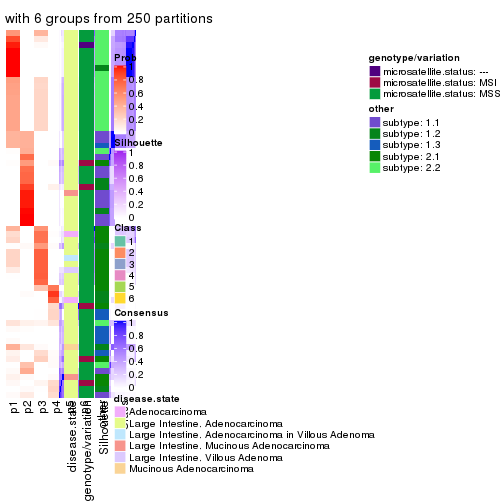 with 6 groups from 250 partitions
Prob
1
0.8
0.6
0.4
0.2
0
Silhouette
1
0.8
0.6
0.4
0.2
0
Class
1
2
3
4
5
6
Consensus
1
0.8
0.6
0.4
0.2
0
disease.state
Adenocarcinoma
Large Intestine. Adenocarcinoma
Large Intestine. Adenocarcinoma in Villous Adenoma
Large Intestine. Mucinous Adenocarcinoma
Large Intestine. Villous Adenoma
Mucinous Adenocarcinoma
genotype/variation
microsatellite.status: ---
microsatellite.status: MSI
microsatellite.status: MSS
other
subtype: 1.1
subtype: 1.2
subtype: 1.3
subtype: 2.1
subtype: 2.2
p1
p2
p3
p4
disease.state
genotype/variation
Silhouette
other